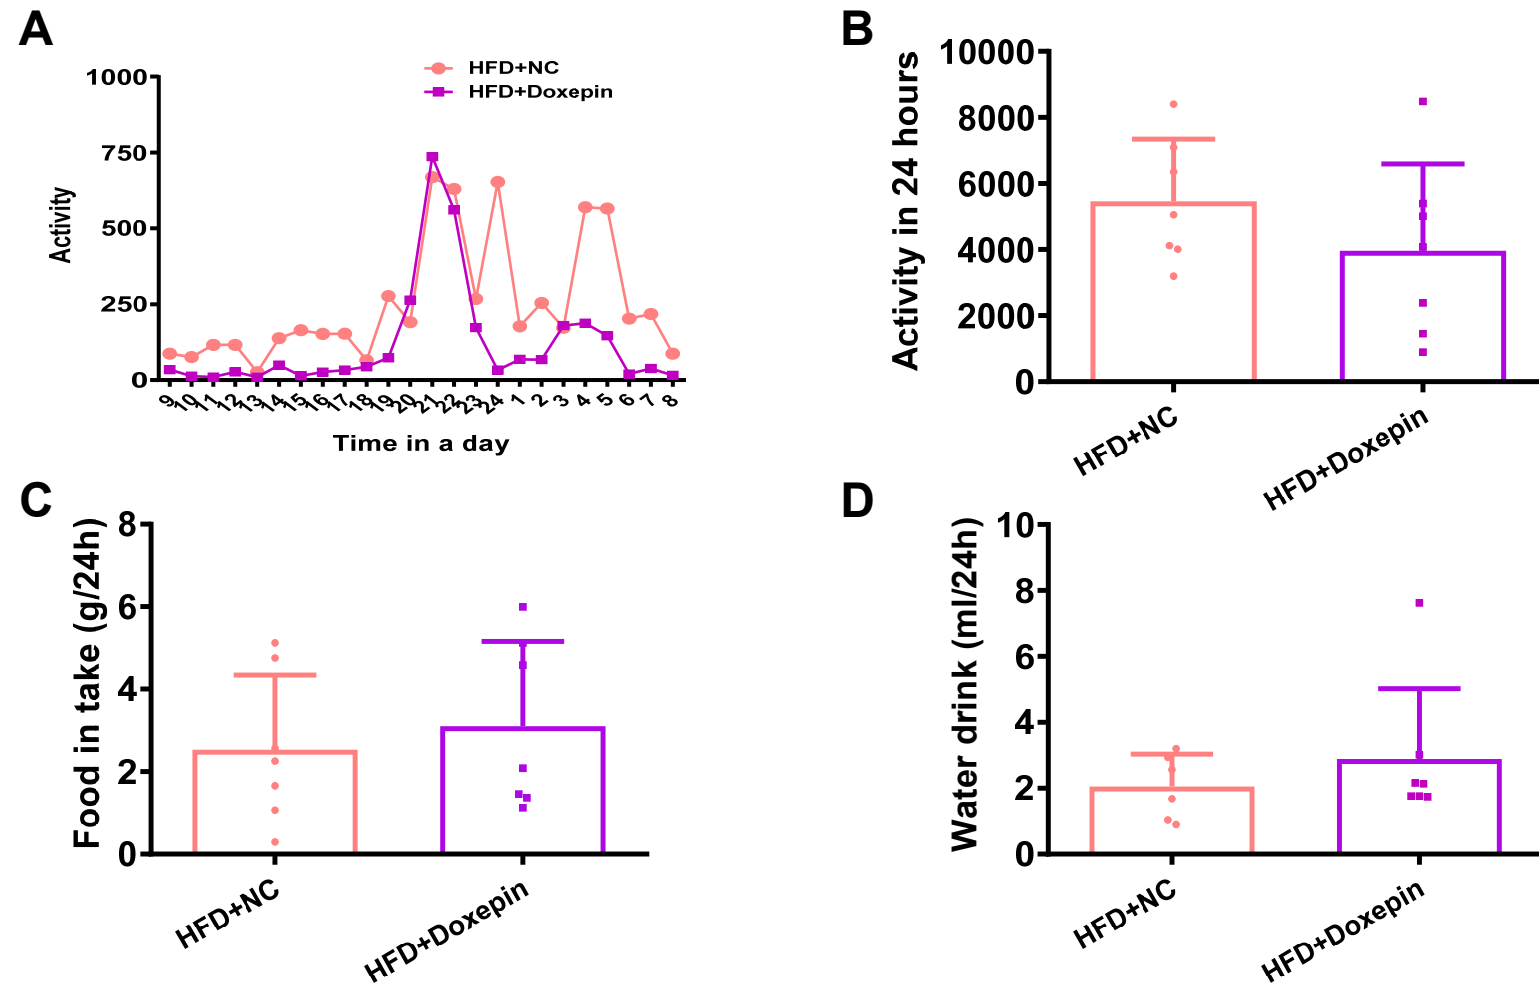 A
HFD+NC
HFD+Doxepin
1000
750
500
250
0
Activity
9 10 11 12 13 14 15 16 17 18 19 20 21 22 23 24 1 2 3 4 5 6 7 8
Time in a day
B
10000
8000
6000
4000
2000
0
Activity in 24 hours
HFD+NC
HFD+Doxepin
C
8
6
4
2
0
Food in take (g/24h)
HFD+NC
HFD+Doxepin
D
10
8
6
4
2
0
Water drink (ml/24h)
HFD+NC
HFD+Doxepin